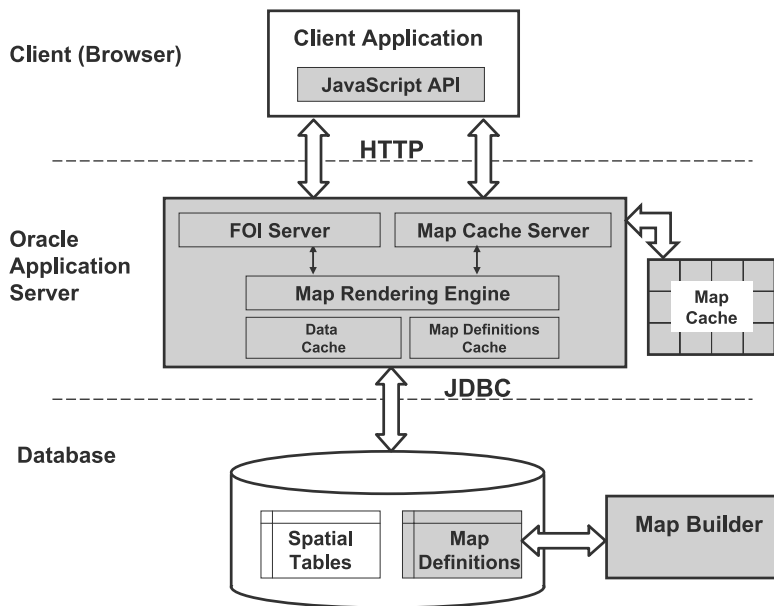 Client Application
Client (Browser)
JavaScript API
HTTP
FOI Server
Map Cache Server
Oracle
Application
Server
Map Rendering Engine
Data
Cache
Map Definitions
Cache
Map
Cache
JDBC
Database
Spatial
Tables
Map
Definitions
Map Builder